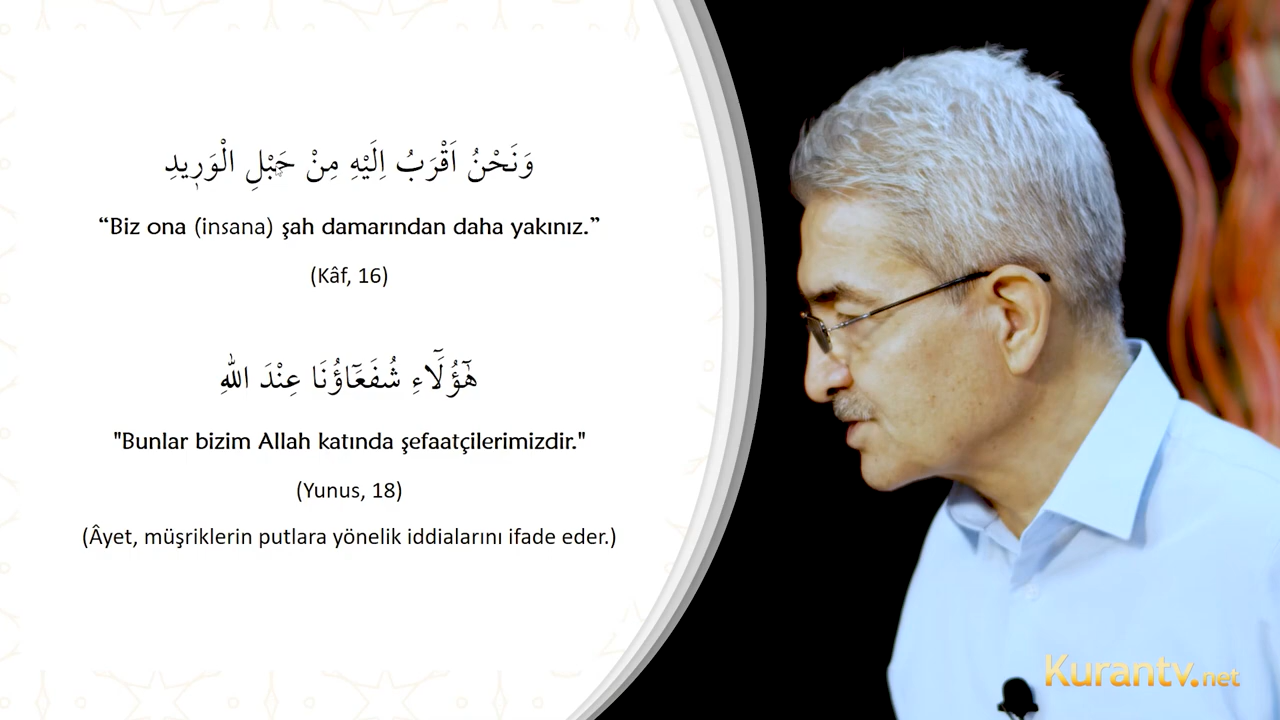 وَنَحْنُ اَقْرَبُ اِلَيْهِ مِنْ حَبْلِ الْوَر۪يدِ
“Biz ona (insana) şah damarından daha yakınız.”
(Kâf, 16)
هٰٓؤُ۬لَٓاءِ شُفَعَٓاؤُ۬نَا عِنْدَ اللّٰهِ
"Bunlar bizim Allah katında şefaatçilerimizdir."
(Yunus, 18)
(Âyet, müşriklerin putlara yönelik iddialarını ifade eder.)
Kurantv.net